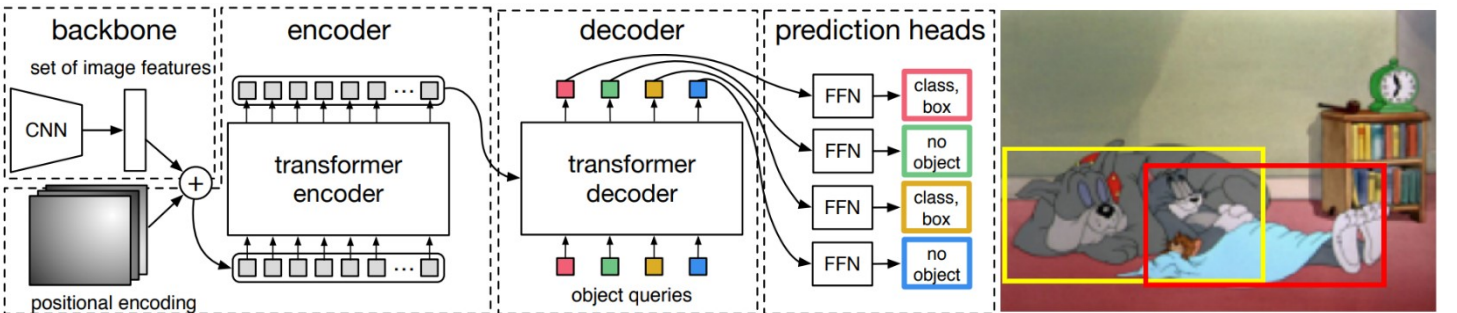 backbone
set of image features
CNN
+
positional encoding
encoder
...
transformer
encoder
...
decoder
transformer
decoder
object queries
prediction heads
FFN
class,
box
FFN
no
object
FFN
class,
box
FFN
no
object